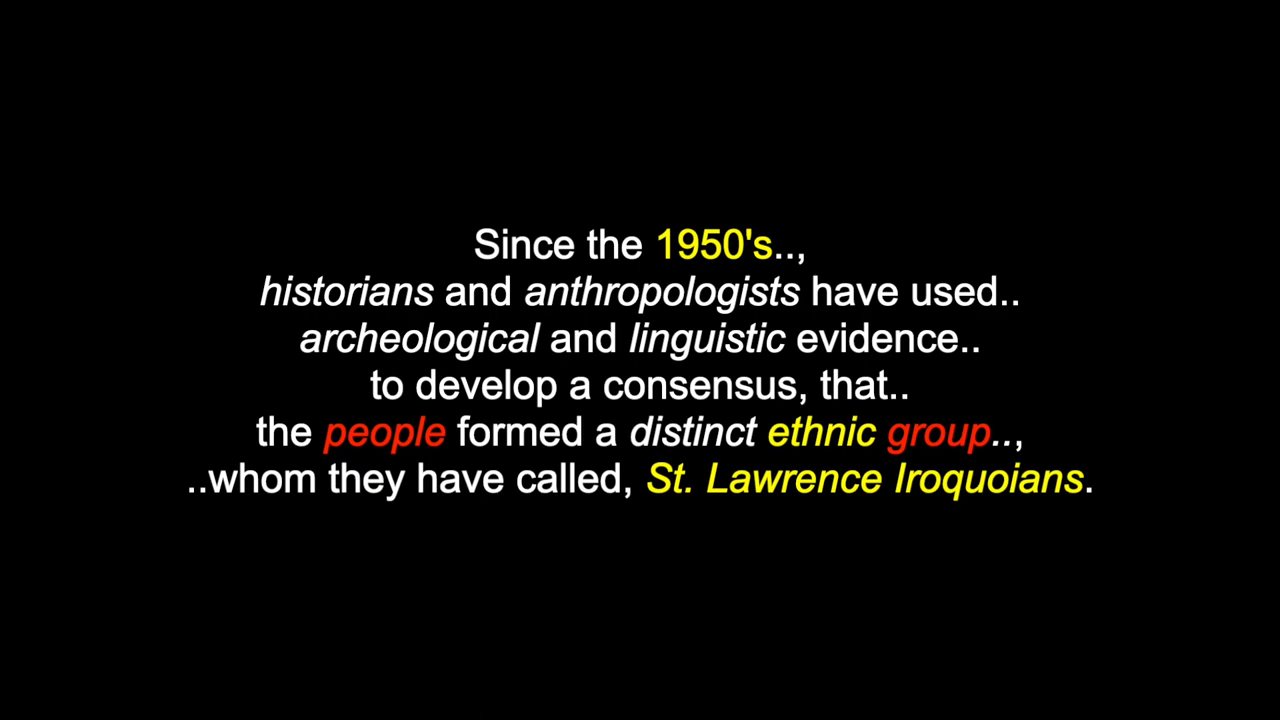 Since the 1950's..,
historians and anthropologists have used..
archeological and linguistic evidence..
to develop a consensus, that..
the people formed a distinct ethnic group..,
..whom they have called, St. Lawrence Iroquoians.